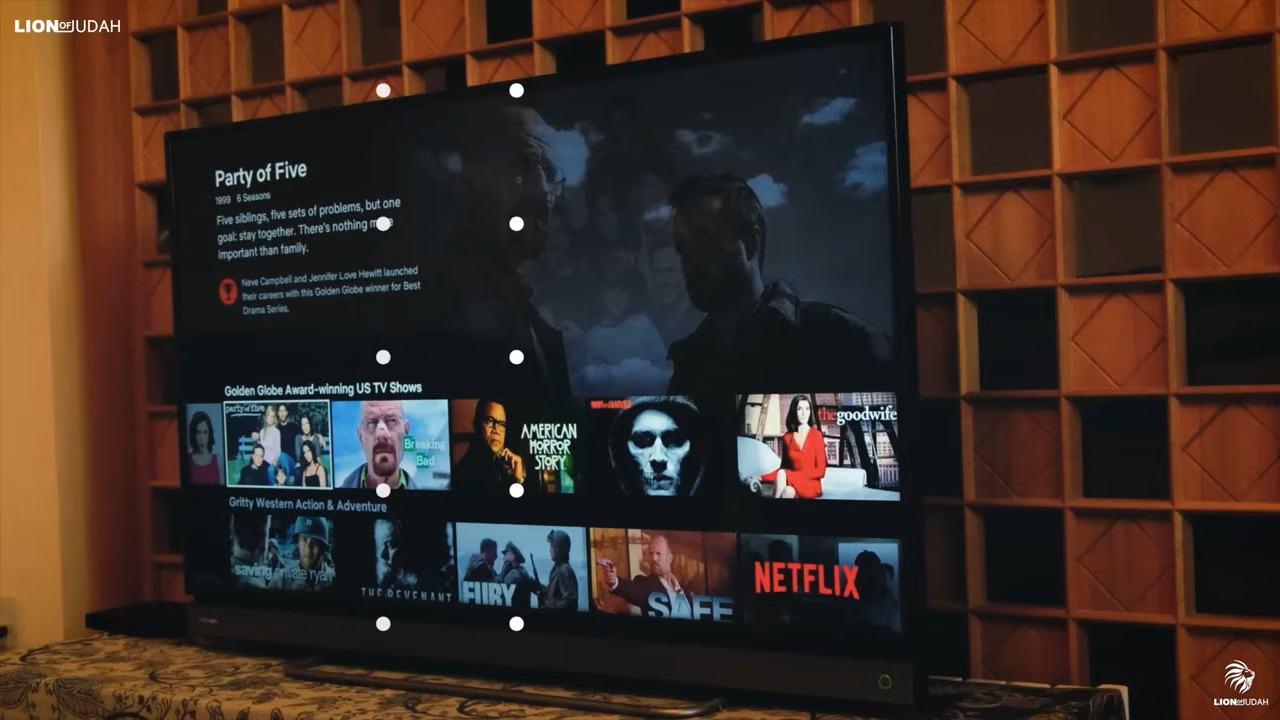 LION OF JUDAH
Party of Five
1999 6 Seasons
Five siblings, five sets of problems, but one
goal: stay together. There's nothing more
important than family.
Neve Campbell and Jennifer Love Hewitt launched
their careers with this Golden Globe winner for Best
Drama Series.
Golden Globe Award-winning US TV Shows
party of five
Breaking
Bad
AMERICAN
HORROR
STORY
thegoodwife
Gritty Western Action & Adventure
saving private ryan
THE REVENANT
FURY
SAFE
NETFLIX
LION OF JUDAH